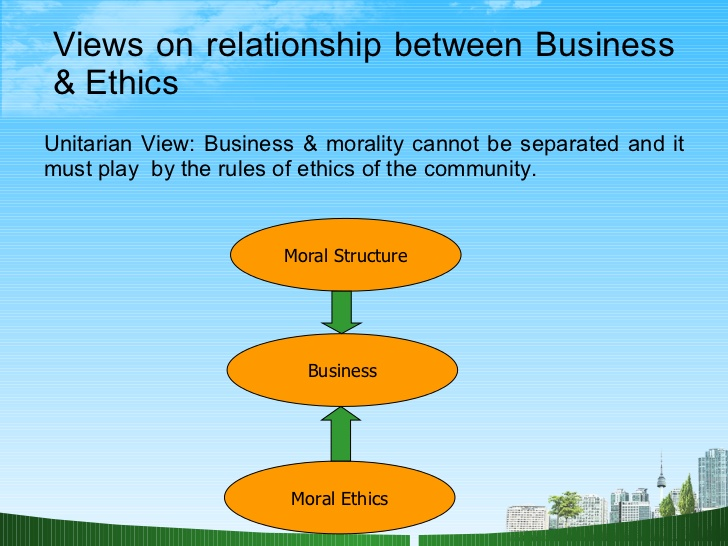 Views on relationship between Business
& Ethics
Unitarian View: Business & morality cannot be separated and it
must play by the rules of ethics of the community.
Moral Structure
Business
Moral Ethics